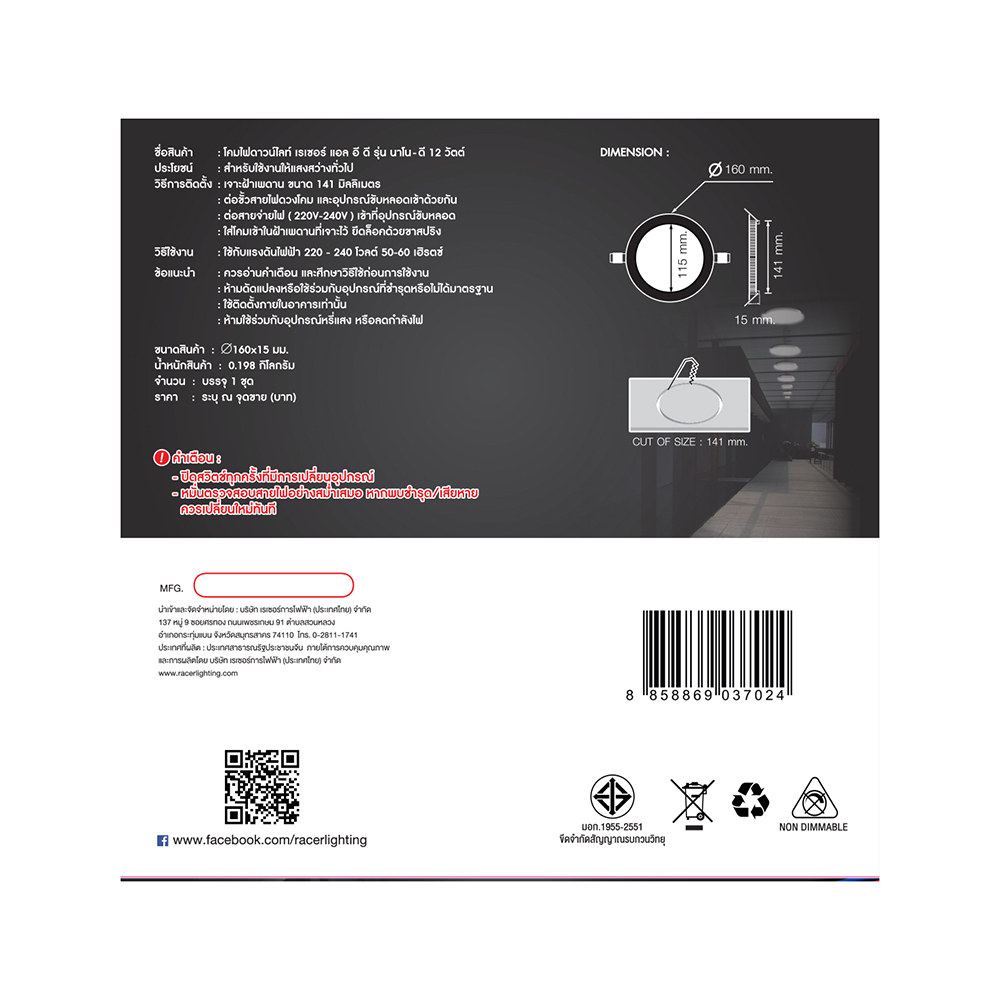 ชื่อสินค้า : โคมไฟดาวน์ไลท์ เรเซอร์ แอล อี ดี รุ่น นาโน-ดี 12 วัตต์
ประโยชน์ : สำหรับใช้งานให้แสงสว่างทั่วไป
วิธีการติดตั้ง : เจาะฝ้าเพดาน ขนาด 141 มิลลิเมตร
: ต่อขั้วสายไฟดวงโคม และอุปกรณ์ขับหลอดเข้าด้วยกัน
: ต่อสายจ่ายไฟ ( 220V-240V ) เข้าที่อุปกรณ์ขับหลอด
: ใส่โคมเข้าในฝ้าเพดานที่เจาะไว้ ยึดล็อคด้วยขาสปริง
วิธีใช้งาน : ใช้กับแรงดันไฟฟ้า 220 - 240 โวลต์ 50-60 เฮิรตซ์
ข้อแนะนำ : ควรอ่านคำเตือน และศึกษาวิธีใช้ก่อนการใช้งาน
: ห้ามดัดแปลงหรือใช้ร่วมกับอุปกรณ์ที่ชำรุดหรือไม่ได้มาตรฐาน
: ใช้ติดตั้งภายในอาคารเท่านั้น
: ห้ามใช้ร่วมกับอุปกรณ์หรี่แสง หรือลดกำลังไฟ
ขนาดสินค้า : Ø160x15 มม.
น้ำหนักสินค้า : 0.198 กิโลกรัม
จำนวน : บรรจุ 1 ชุด
ราคา : ระบุ ณ จุดขาย (บาท)
! คำเตือน :
- ปิดสวิตช์ทุกครั้งที่มีการเปลี่ยนอุปกรณ์
- หมั่นตรวจสอบสายไฟอย่างสม่ำเสมอ หากพบชำรุด/เสียหาย
ควรเปลี่ยนใหม่ทันที
DIMENSION :
Ø 160 mm.
115 mm.
141 mm.
15 mm.
CUT OF SIZE : 141 mm.
MFG.
นำเข้าและจัดจำหน่ายโดย : บริษัท เรเซอร์การไฟฟ้า (ประเทศไทย) จำกัด
137 หมู่ 9 ซอยศรทอง ถนนเพชรเกษม 91 ตำบลสวนหลวง
อำเภอกระทุ่มแบน จังหวัดสมุทรสาคร 74110 โทร. 0-2811-1741
ประเทศที่ผลิต : ประเทศสาธารณรัฐประชาชนจีน ภายใต้การควบคุมคุณภาพ
และการผลิตโดย บริษัท เรเซอร์การไฟฟ้า (ประเทศไทย) จำกัด
www.racerlighting.com
8 858869 037024
f www.facebook.com/racerlighting
มอก.1955-2551
ขีดจำกัดสัญญาณรบกวนวิทยุ
NON DIMMABLE